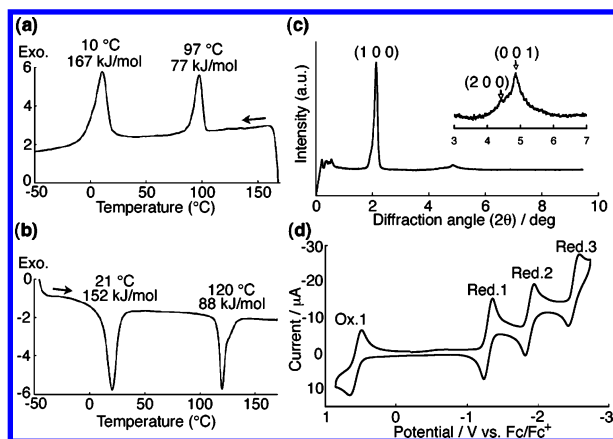 (a)
Exo.
10 °C
167 kJ/mol
97 °C
77 kJ/mol
6
4
2
0
-50 0 50 100 150
Temperature (°C)
(b)
Exo.
21 °C
152 kJ/mol
120 °C
88 kJ/mol
0
-2
-4
-6
-50 0 50 100 150
Temperature (°C)
(c)
Intensity (a.u.)
(1 0 0)
(0 0 1)
(2 0 0)
3 4 5 6 7
0 2 4 6 8 10
Diffraction angle (2θ) / deg
(d)
Current / µA
-30
-20
-10
0
10
Ox.1
Red.1
Red.2
Red.3
1 0 -1 -2 -3
Potential / V vs. Fc/Fc+